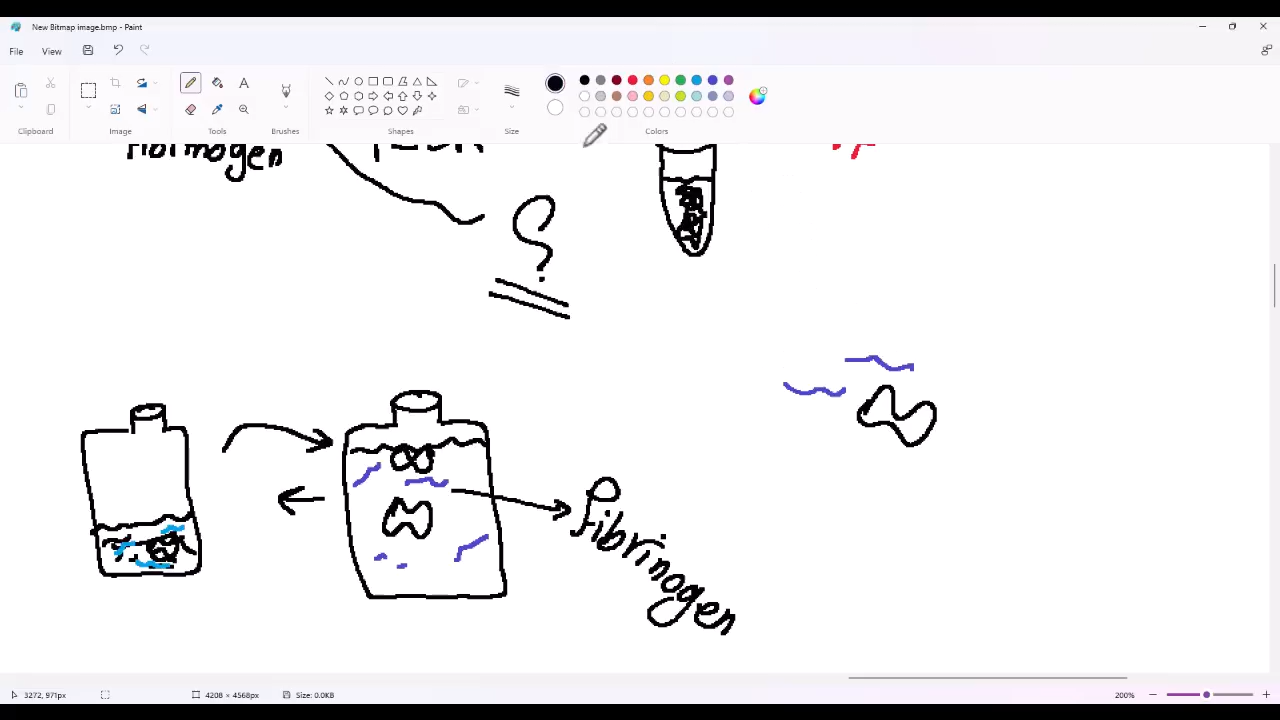 New Bitmap image.bmp - Paint
File View
Clipboard Image Tools Brushes Shapes Size Colors
?
fibrinogen
3272, 971px 4208 × 4568px Size: 0.0KB 200%